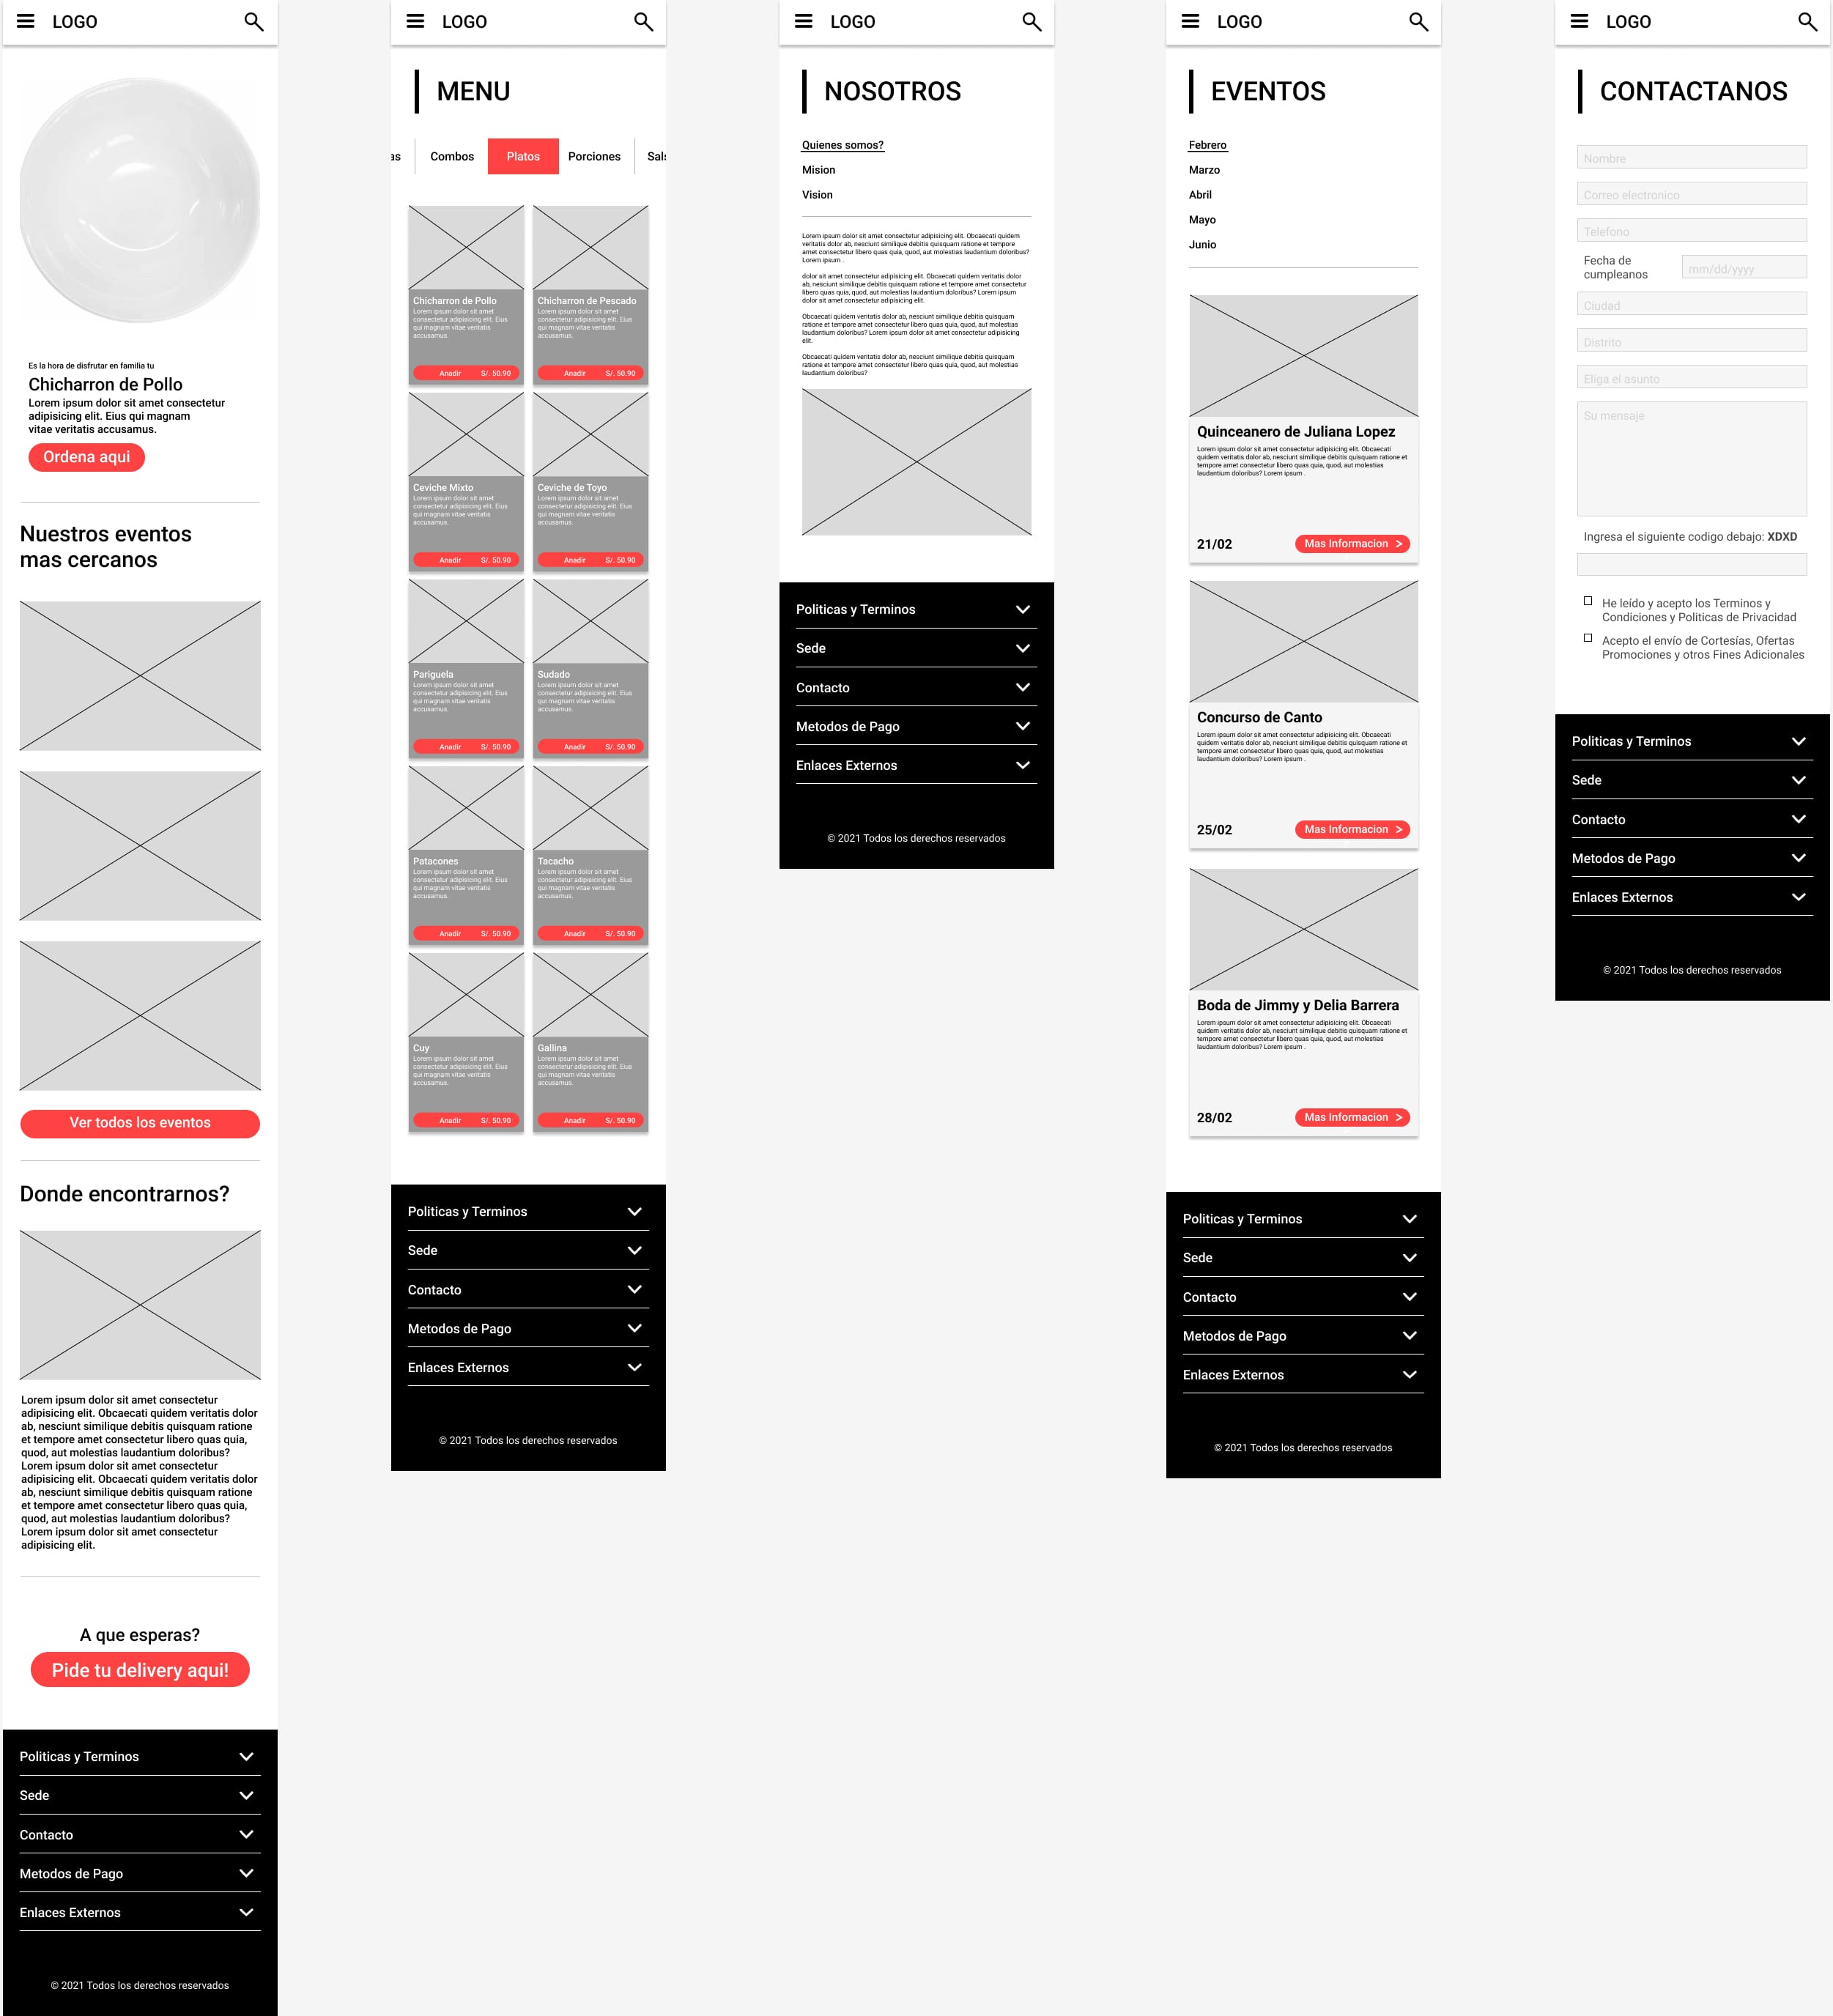 LOGO
Es la hora de disfrutar en familia tu
Chicharron de Pollo
Lorem ipsum dolor sit amet consectetur
adipisicing elit. Eius qui magnam
vitae veritatis accusamus.
Ordena aqui
Nuestros eventos
mas cercanos
Ver todos los eventos
Donde encontrarnos?
Lorem ipsum dolor sit amet consectetur
adipisicing elit. Obcaecati quidem veritatis dolor
ab, nesciunt similique debitis quisquam ratione
et tempore amet consectetur libero quas quia,
quod, aut molestias laudantium doloribus?
Lorem ipsum dolor sit amet consectetur
adipisicing elit. Obcaecati quidem veritatis dolor
ab, nesciunt similique debitis quisquam ratione
et tempore amet consectetur libero quas quia,
quod, aut molestias laudantium doloribus?
Lorem ipsum dolor sit amet consectetur
adipisicing elit.
A que esperas?
Pide tu delivery aqui!
Politicas y Terminos
Sede
Contacto
Metodos de Pago
Enlaces Externos
© 2021 Todos los derechos reservados
LOGO
MENU
as Combos Platos Porciones Sals
Chicharron de Pollo
Lorem ipsum dolor sit amet
consectetur adipisicing elit. Eius
qui magnam vitae veritatis
accusamus.
Anadir S/. 50.90
Chicharron de Pescado
Lorem ipsum dolor sit amet
consectetur adipisicing elit. Eius
qui magnam vitae veritatis
accusamus.
Anadir S/. 50.90
Ceviche Mixto
Lorem ipsum dolor sit amet
consectetur adipisicing elit. Eius
qui magnam vitae veritatis
accusamus.
Anadir S/. 50.90
Ceviche de Toyo
Lorem ipsum dolor sit amet
consectetur adipisicing elit. Eius
qui magnam vitae veritatis
accusamus.
Anadir S/. 50.90
Pariguela
Lorem ipsum dolor sit amet
consectetur adipisicing elit. Eius
qui magnam vitae veritatis
accusamus.
Anadir S/. 50.90
Sudado
Lorem ipsum dolor sit amet
consectetur adipisicing elit. Eius
qui magnam vitae veritatis
accusamus.
Anadir S/. 50.90
Patacones
Lorem ipsum dolor sit amet
consectetur adipisicing elit. Eius
qui magnam vitae veritatis
accusamus.
Anadir S/. 50.90
Tacacho
Lorem ipsum dolor sit amet
consectetur adipisicing elit. Eius
qui magnam vitae veritatis
accusamus.
Anadir S/. 50.90
Cuy
Lorem ipsum dolor sit amet
consectetur adipisicing elit. Eius
qui magnam vitae veritatis
accusamus.
Anadir S/. 50.90
Gallina
Lorem ipsum dolor sit amet
consectetur adipisicing elit. Eius
qui magnam vitae veritatis
accusamus.
Anadir S/. 50.90
Politicas y Terminos
Sede
Contacto
Metodos de Pago
Enlaces Externos
© 2021 Todos los derechos reservados
LOGO
NOSOTROS
Quienes somos?
Mision
Vision
Lorem ipsum dolor sit amet consectetur adipisicing elit. Obcaecati quidem
veritatis dolor ab, nesciunt similique debitis quisquam ratione et tempore
amet consectetur libero quas quia, quod, aut molestias laudantium doloribus?
Lorem ipsum .
dolor sit amet consectetur adipisicing elit. Obcaecati quidem veritatis dolor
ab, nesciunt similique debitis quisquam ratione et tempore amet consectetur
libero quas quia, quod, aut molestias laudantium doloribus? Lorem ipsum
dolor sit amet consectetur adipisicing elit.
Obcaecati quidem veritatis dolor ab, nesciunt similique debitis quisquam
ratione et tempore amet consectetur libero quas quia, quod, aut molestias
laudantium doloribus? Lorem ipsum dolor sit amet consectetur adipisicing
elit.
Obcaecati quidem veritatis dolor ab, nesciunt similique debitis quisquam
ratione et tempore amet consectetur libero quas quia, quod, aut molestias
laudantium doloribus?
Politicas y Terminos
Sede
Contacto
Metodos de Pago
Enlaces Externos
© 2021 Todos los derechos reservados
LOGO
EVENTOS
Febrero
Marzo
Abril
Mayo
Junio
Quinceanero de Juliana Lopez
Lorem ipsum dolor sit amet consectetur adipisicing elit. Obcaecati
quidem veritatis dolor ab, nesciunt similique debitis quisquam ratione et
tempore amet consectetur libero quas quia, quod, aut molestias
laudantium doloribus? Lorem ipsum .
21/02 Mas Informacion >
Concurso de Canto
Lorem ipsum dolor sit amet consectetur adipisicing elit. Obcaecati
quidem veritatis dolor ab, nesciunt similique debitis quisquam ratione et
tempore amet consectetur libero quas quia, quod, aut molestias
laudantium doloribus? Lorem ipsum .
25/02 Mas Informacion >
Boda de Jimmy y Delia Barrera
Lorem ipsum dolor sit amet consectetur adipisicing elit. Obcaecati
quidem veritatis dolor ab, nesciunt similique debitis quisquam ratione et
tempore amet consectetur libero quas quia, quod, aut molestias
laudantium doloribus? Lorem ipsum .
28/02 Mas Informacion >
Politicas y Terminos
Sede
Contacto
Metodos de Pago
Enlaces Externos
© 2021 Todos los derechos reservados
LOGO
CONTACTANOS
Nombre
Correo electronico
Telefono
Fecha de
cumpleanos
mm/dd/yyyy
Ciudad
Distrito
Eliga el asunto
Su mensaje
Ingresa el siguiente codigo debajo: XDXD
He leído y acepto los Terminos y
Condiciones y Politicas de Privacidad
Acepto el envío de Cortesías, Ofertas
Promociones y otros Fines Adicionales
Politicas y Terminos
Sede
Contacto
Metodos de Pago
Enlaces Externos
© 2021 Todos los derechos reservados